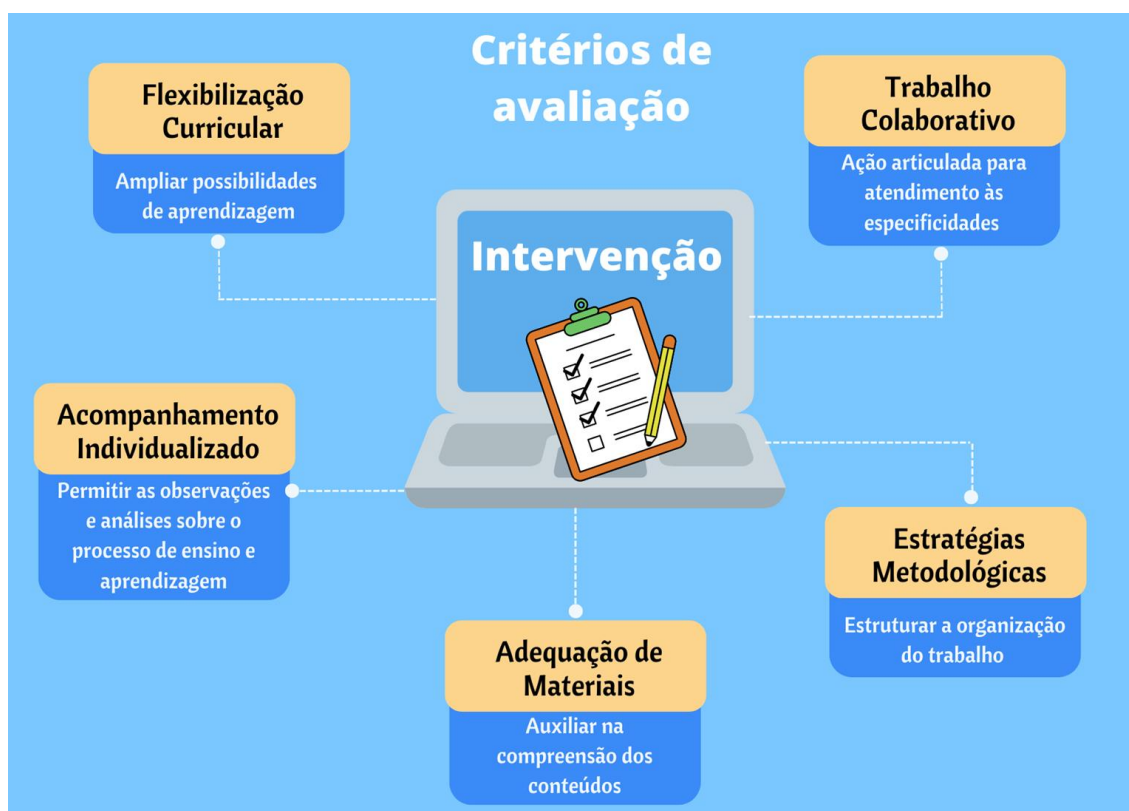 Critérios de
avaliação
Flexibilização
Curricular
Ampliar possibilidades
de aprendizagem
Trabalho
Colaborativo
Ação articulada para
atendimento às
especificidades
Intervenção
Acompanhamento
Individualizado
Permitir as observações
e análises sobre o
processo de ensino e
aprendizagem
Estratégias
Metodológicas
Estruturar a organização
do trabalho
Adequação de
Materiais
Auxiliar na
compreensão dos
conteúdos